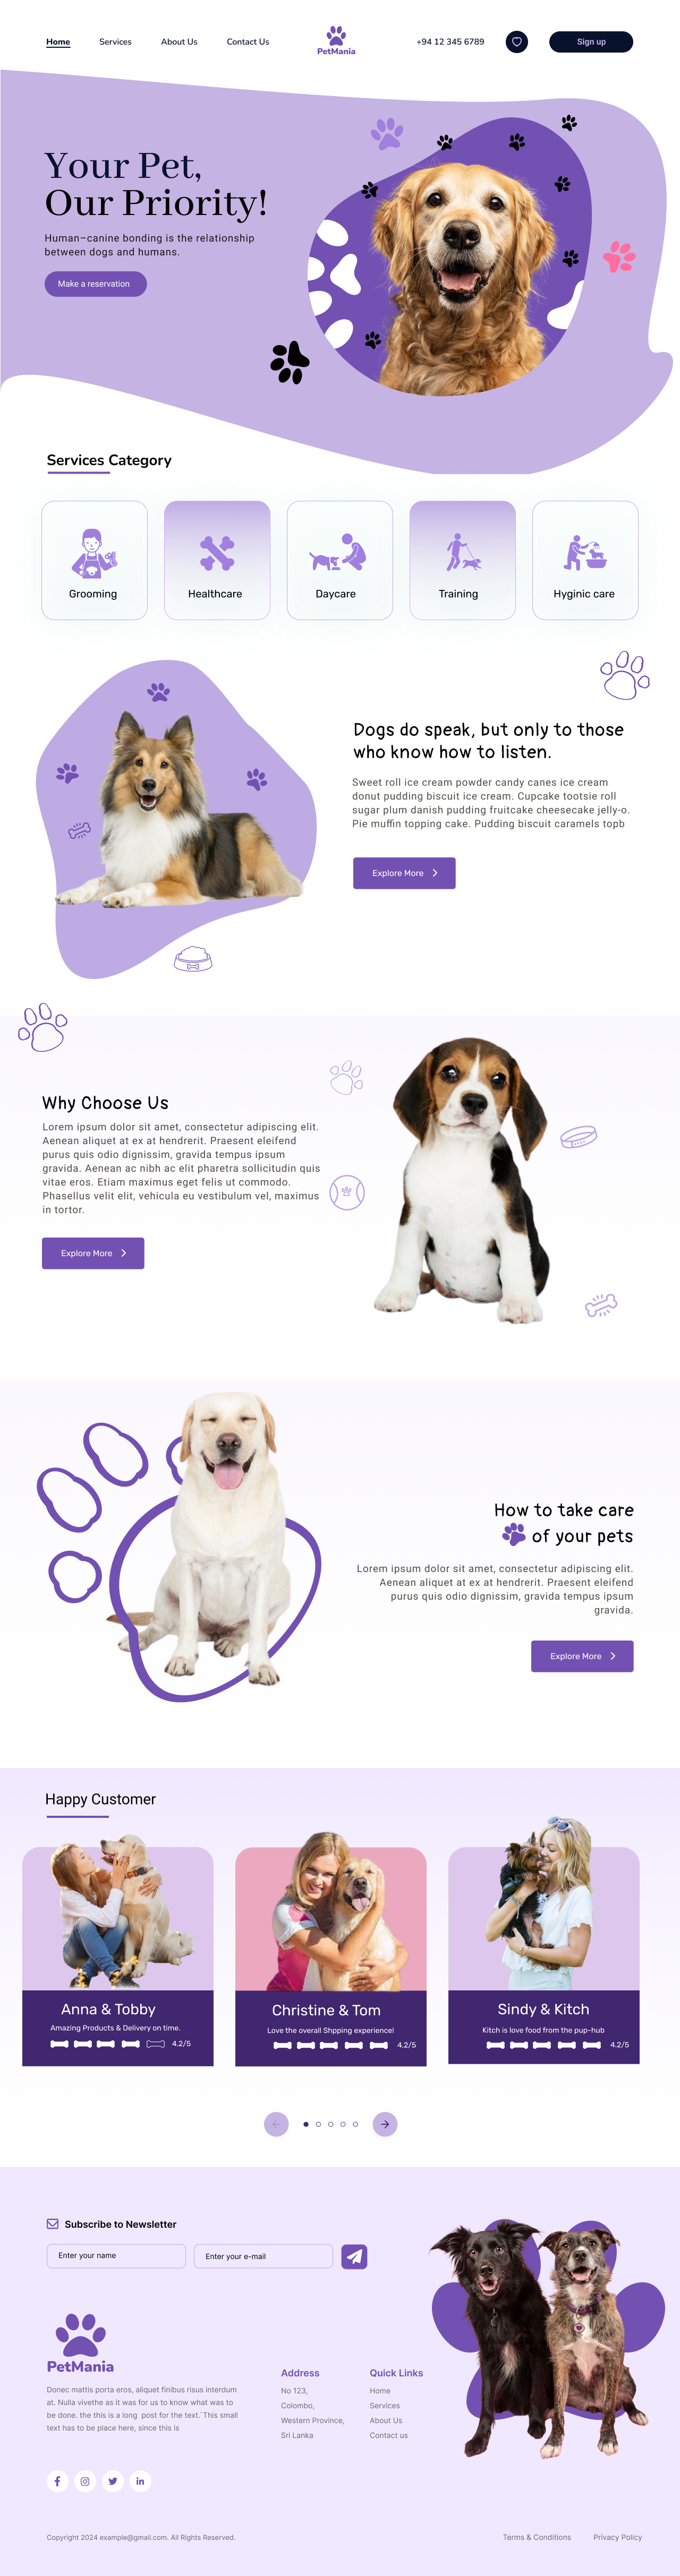 Home
Services
About Us
Contact Us
PetMania
+94 12 345 6789
Sign up
Your Pet,
Our Priority!
Human–canine bonding is the relationship
between dogs and humans.
Make a reservation
Services Category
Grooming
Healthcare
Daycare
Training
Hyginic care
Dogs do speak, but only to those
who know how to listen.
Sweet roll ice cream powder candy canes ice cream
donut pudding biscuit ice cream. Cupcake tootsie roll
sugar plum danish pudding fruitcake cheesecake jelly-o.
Pie muffin topping cake. Pudding biscuit caramels topb
Explore More
Why Choose Us
Lorem ipsum dolor sit amet, consectetur adipiscing elit.
Aenean aliquet at ex at hendrerit. Praesent eleifend
purus quis odio dignissim, gravida tempus ipsum
gravida. Aenean ac nibh ac elit pharetra sollicitudin quis
vitae eros. Etiam maximus eget felis ut commodo.
Phasellus velit elit, vehicula eu vestibulum vel, maximus
in tortor.
Explore More
How to take care
of your pets
Lorem ipsum dolor sit amet, consectetur adipiscing elit.
Aenean aliquet at ex at hendrerit. Praesent eleifend
purus quis odio dignissim, gravida tempus ipsum
gravida.
Explore More
Happy Customer
Anna & Tobby
Amazing Products & Delivery on time.
4.2/5
Christine & Tom
Love the overall Shpping experience!
4.2/5
Sindy & Kitch
Kitch is love food from the pup-hub
4.2/5
Subscribe to Newsletter
Enter your name
Enter your e-mail
PetMania
Donec mattis porta eros, aliquet finibus risus interdum
at. Nulla vivethe as it was for us to know what was to
be done. the this is a long  post for the text.`This small
text has to be place here, since this is
Address
No 123,
Colombo,
Western Province,
Sri Lanka
Quick Links
Home
Services
About Us
Contact us
Copyright 2024 example@gmail.com. All Rights Reserved.
Terms & Conditions
Privacy Policy